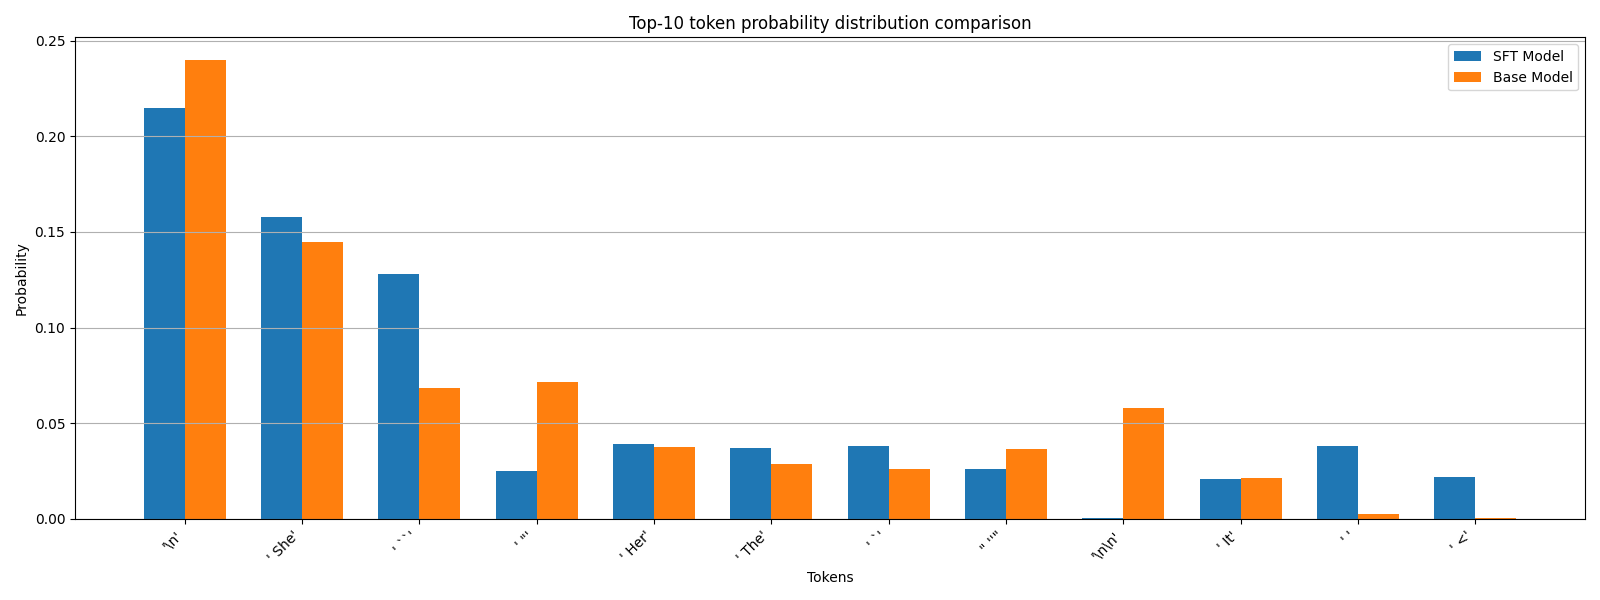 Top-10 token probability distribution comparison
SFT Model
Base Model
0.25
0.20
0.15
0.10
0.05
0.00
Probability
'\n'
' She'
' ``'
' "'
' Her'
' The'
' `'
" ''"
'\n\n'
' It'
' '
' <'
Tokens